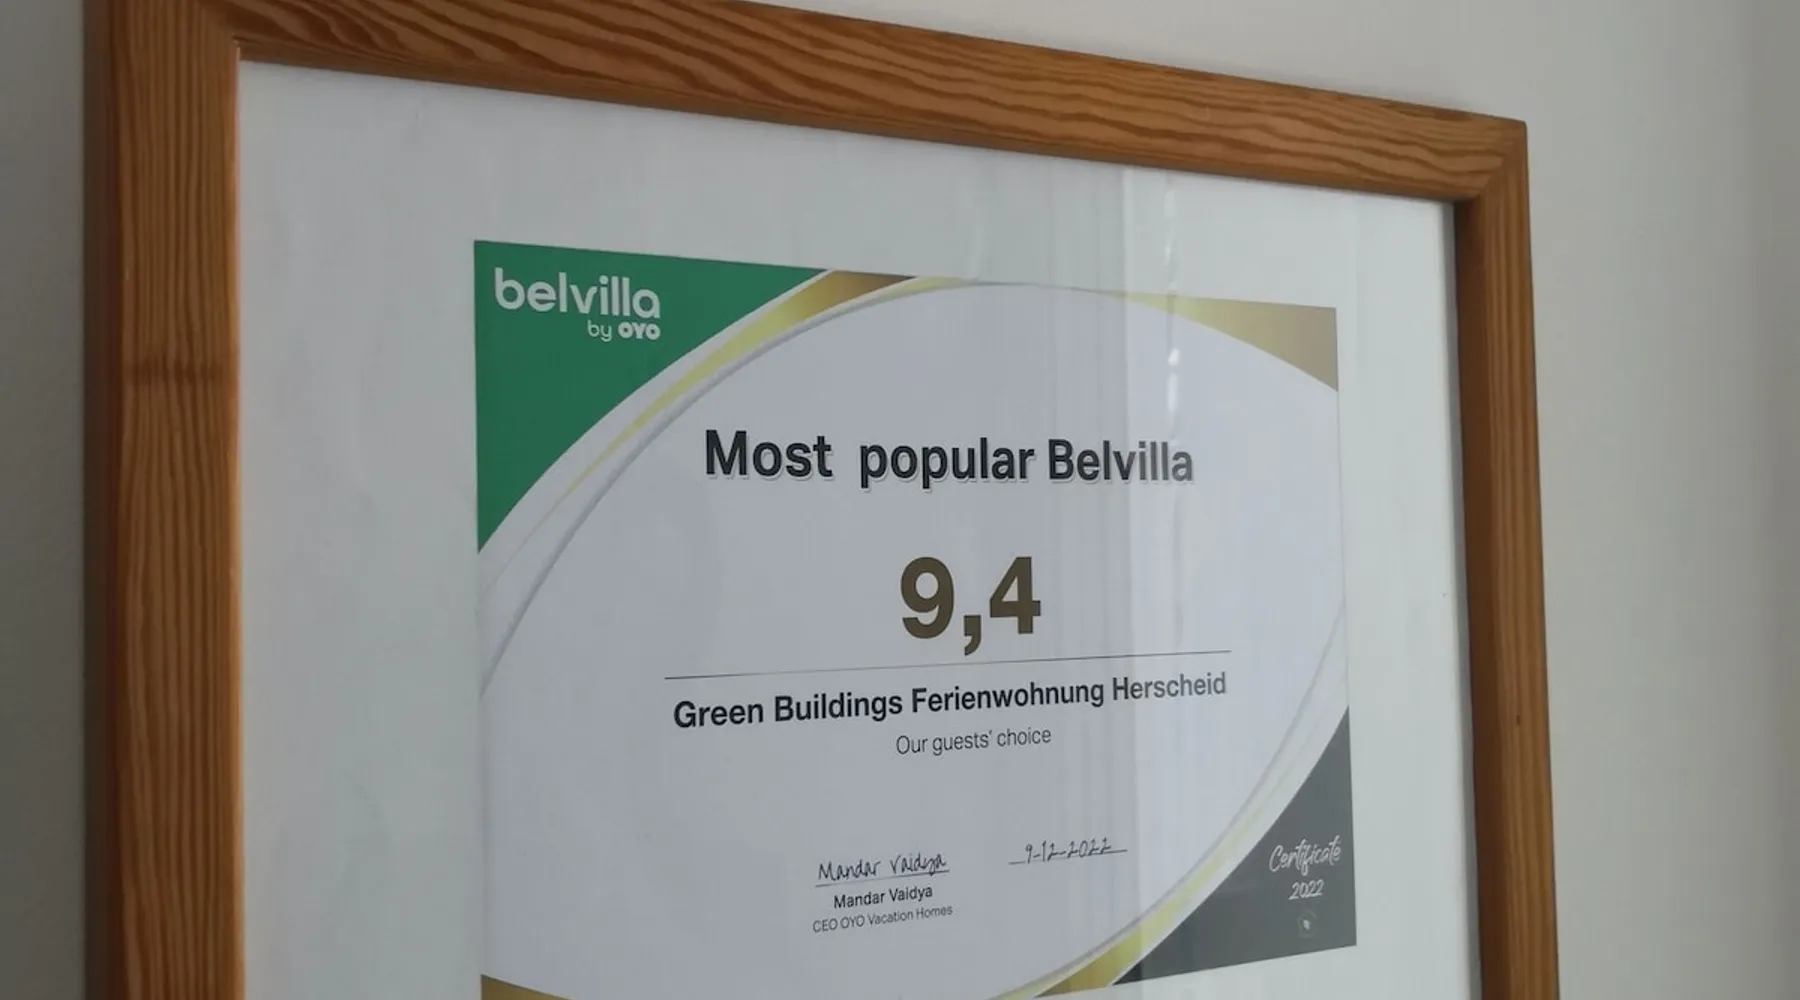 belvilla
by OYO
Most popular Belvilla
9,4
Green Buildings Ferienwohnung Herscheid
Our guests' choice
Mandar Vaidya
9-12-2022
Mandar Vaidya
CEO OYO Vacation Homes
Certificate
2022